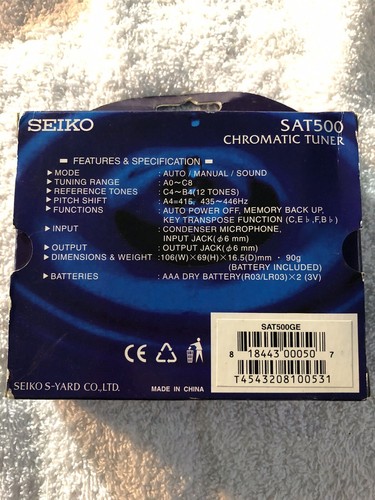 SEIKO
SAT500
CHROMATIC TUNER
FEATURES & SPECIFICATION
MODE : AUTO / MANUAL / SOUND
TUNING RANGE : A0~C8
REFERENCE TONES : C4~B4(12 TONES)
PITCH SHIFT : A4=415, 435~446Hz
FUNCTIONS : AUTO POWER OFF, MEMORY BACK UP,
KEY TRANSPOSE FUNCTION (C,E♭,F,B♭)
INPUT : CONDENSER MICROPHONE,
INPUT JACK(φ6 mm)
OUTPUT : OUTPUT JACK(φ6 mm)
DIMENSIONS & WEIGHT :106(W)×69(H)×16.5(D)mm · 90g
(BATTERY INCLUDED)
BATTERIES : AAA DRY BATTERY(R03/LR03)×2 (3V)
SAT500GE
8 18443 00050 7
T4543208100531
CE
SEIKO S-YARD CO.,LTD.
MADE IN CHINA